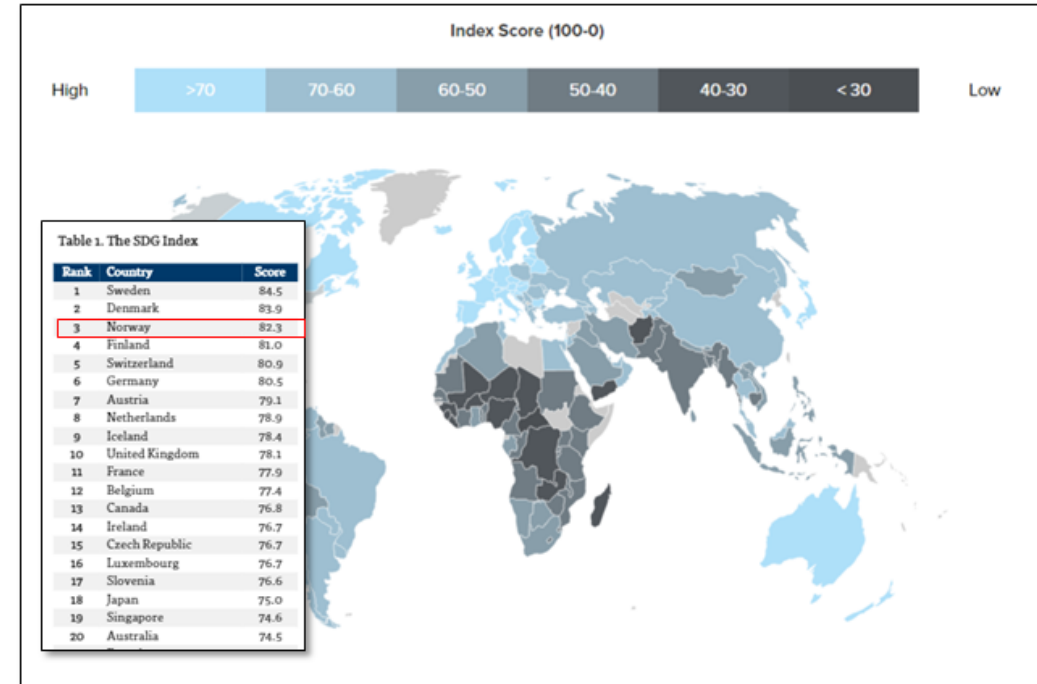 Index Score (100-0)
High >70 70-60 60-50 50-40 40-30 <30 Low
Table 1. The SDG Index
Rank Country Score
1 Sweden 84.5
2 Denmark 83.9
3 Norway 82.3
4 Finland 81.0
5 Switzerland 80.9
6 Germany 80.5
7 Austria 79.1
8 Netherlands 78.9
9 Iceland 78.4
10 United Kingdom 78.1
11 France 77.9
12 Belgium 77.4
13 Canada 76.8
14 Ireland 76.7
15 Czech Republic 76.7
16 Luxembourg 76.7
17 Slovenia 76.6
18 Japan 75.0
19 Singapore 74.6
20 Australia 74.5